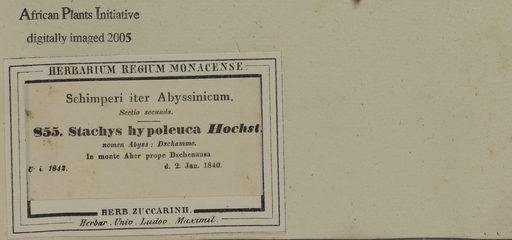 African Plants Initiative
digitally imaged 2005
HERBARIUM REGIUM MONACENSE.
Schimperi iter Abyssinicum.
Sectio secunda.
855. Stachys hypoleuca Hochst.
nomen Abyss: Dschamme.
In monte Aber prope Dschenausa
U. i. 1842. d. 2. Jan. 1840.
HERB. ZUCCARINII.
Herbar. Univ. Ludov. Maximil.